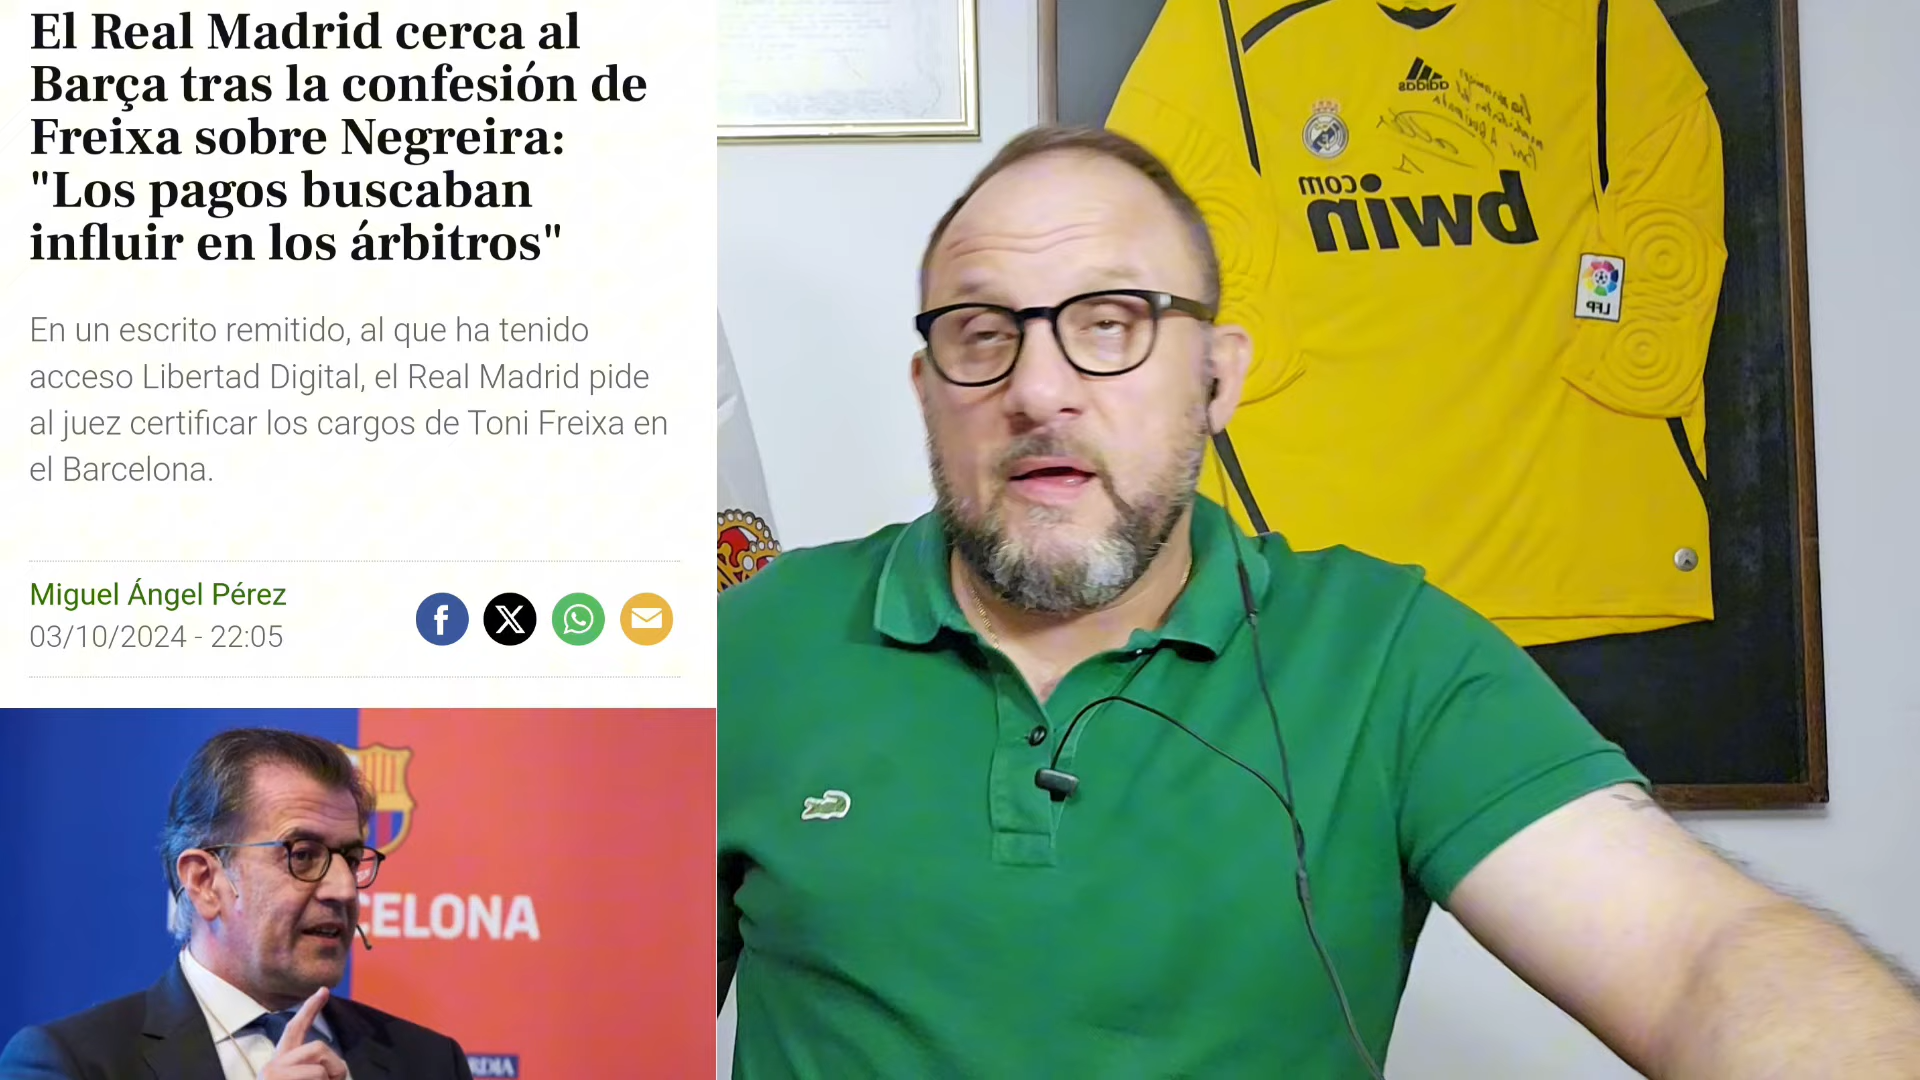 El Real Madrid cerca al
Barça tras la confesión de
Freixa sobre Negreira:
"Los pagos buscaban
influir en los árbitros"
En un escrito remitido, al que ha tenido
acceso Libertad Digital, el Real Madrid pide
al juez certificar los cargos de Toni Freixa en
el Barcelona.
Miguel Ángel Pérez
03/10/2024 - 22:05
CELONA
RDIA
adidas
bwin
.com
LFP